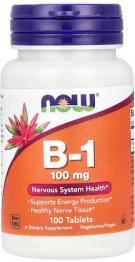 NOW
B-1
100 mg
Nervous System Health*
• Supports Energy Production*
• Healthy Nerve Tissue*
100 Tablets
A Dietary Supplement Vegetarian/Vegan